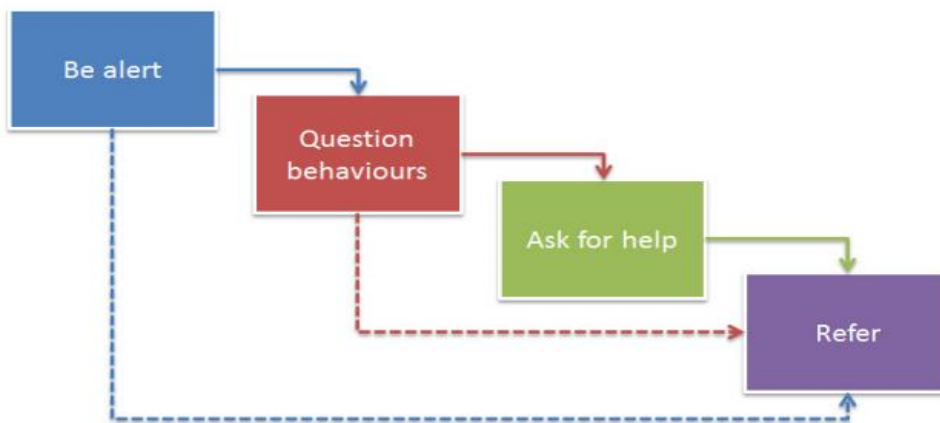 Be alert
Question
behaviours
Ask for help
Refer